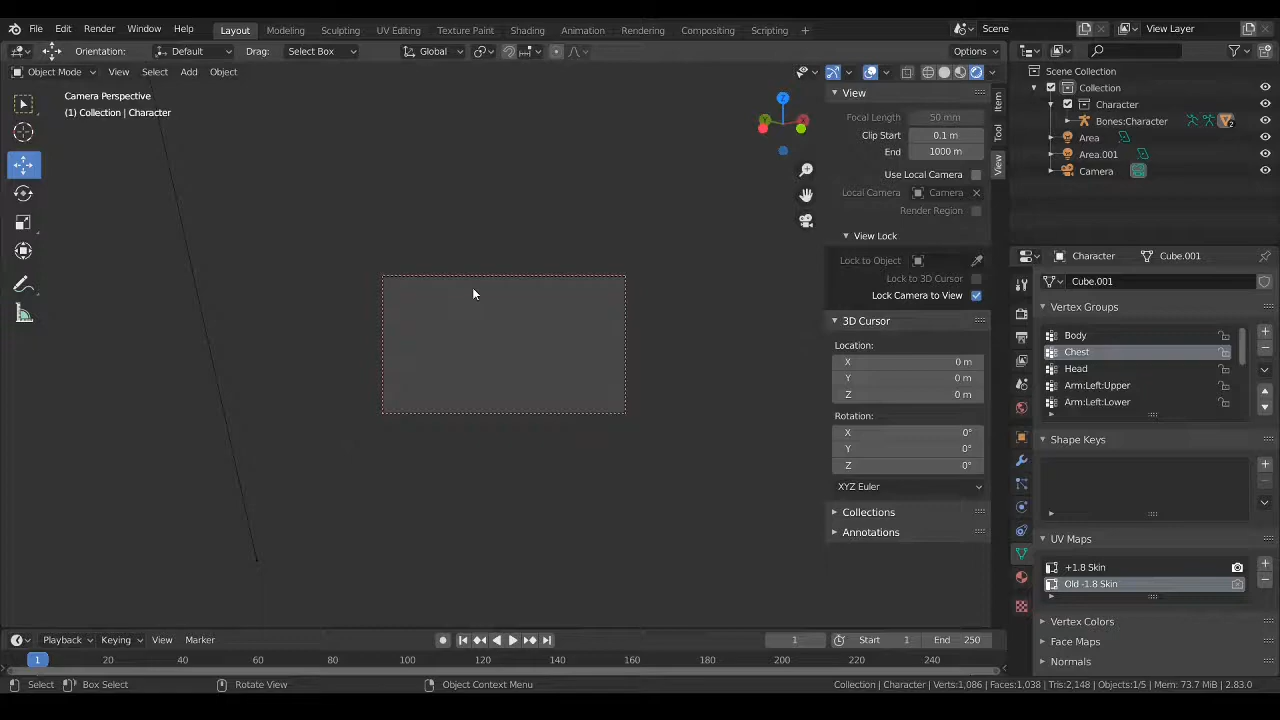 File Edit Render Window Help Layout Modeling Sculpting UV Editing Texture Paint Shading Animation Rendering Compositing Scripting + Scene View Layer
Orientation: Default Drag: Select Box Global Options
Object Mode View Select Add Object
Camera Perspective
(1) Collection | Character
Z
Y
View
Focal Length 50 mm
Clip Start 0.1 m
End 1000 m
Use Local Camera
Local Camera Camera
Render Region
View Lock
Lock to Object
Lock to 3D Cursor
Lock Camera to View
3D Cursor
Location:
X 0 m
Y 0 m
Z 0 m
Rotation:
X 0°
Y 0°
Z 0°
XYZ Euler
Collections
Annotations
Item
Tool
View
Scene Collection
Collection
Character
Bones:Character 2
Area
Area.001
Camera
Character Cube.001
Cube.001
Vertex Groups
Body
Chest
Head
Arm:Left:Upper
Arm:Left:Lower
Shape Keys
UV Maps
+1.8 Skin
Old -1.8 Skin
Vertex Colors
Face Maps
Normals
Playback Keying View Marker 1 Start 1 End 250
1 20 40 60 80 100 120 140 160 180 200 220 240
Select Box Select Rotate View Object Context Menu Collection | Character | Verts:1,086 | Faces:1,038 | Tris:2,148 | Objects:1/5 | Mem: 73.7 MiB | 2.83.0